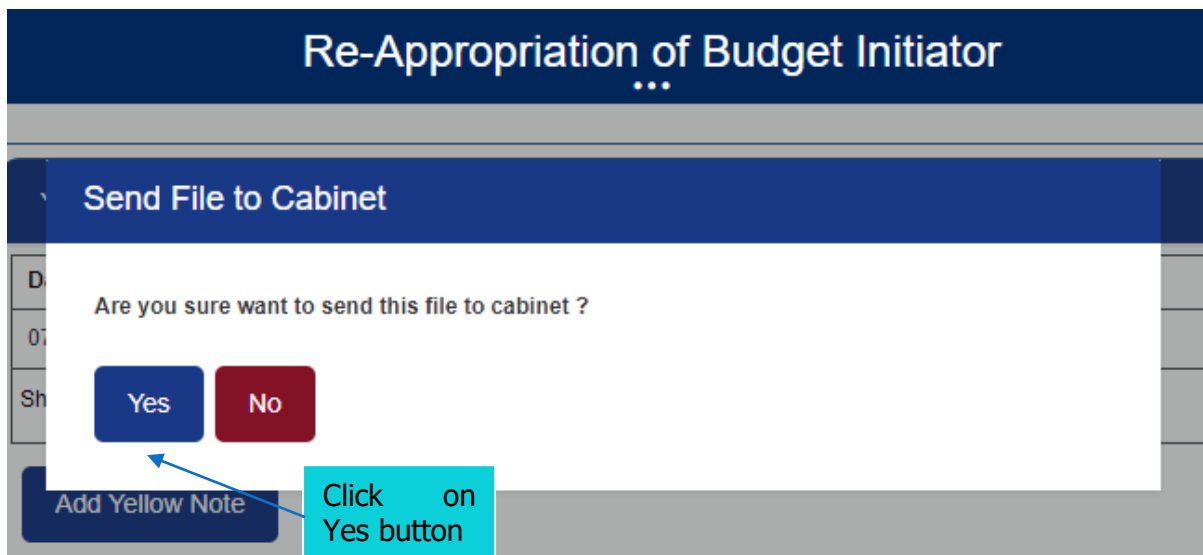 Re-Appropriation of Budget Initiator
Send File to Cabinet
Are you sure want to send this file to cabinet ?
Yes No
Add Yellow Note
Click on
Yes button